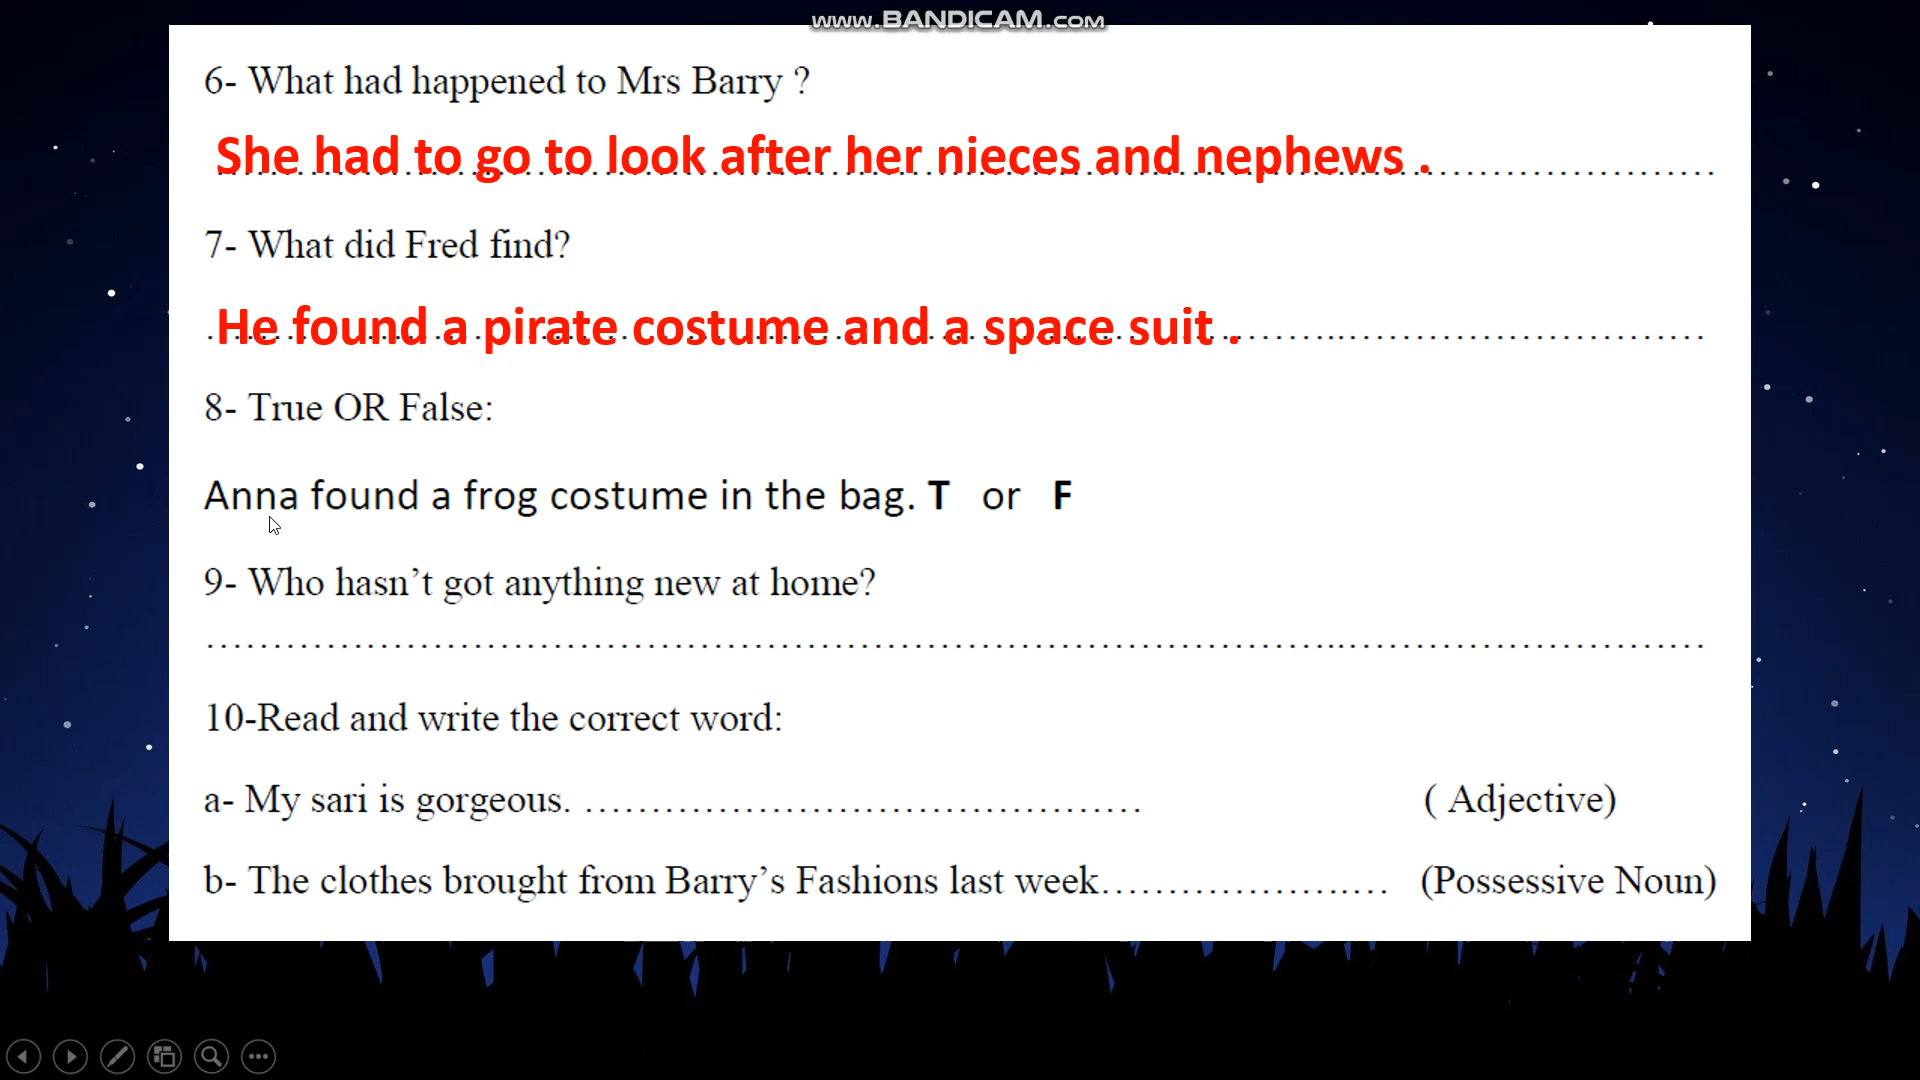 www.BANDICAM.com
6- What had happened to Mrs Barry ?
She had to go to look after her nieces and nephews .
7- What did Fred find?
He found a pirate costume and a space suit .
8- True OR False:
Anna found a frog costume in the bag. T or F
9- Who hasn’t got anything new at home?
10-Read and write the correct word:
a- My sari is gorgeous. ………………………………… ( Adjective)
b- The clothes brought from Barry’s Fashions last week………………… (Possessive Noun)